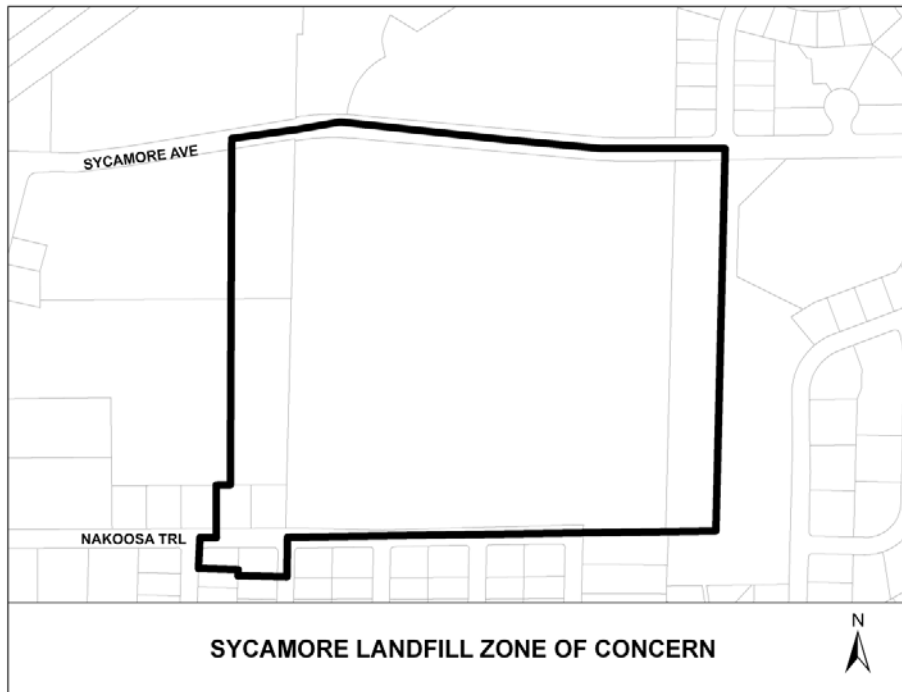 SYCAMORE AVE
NAKOOSA TRL
SYCAMORE LANDFILL ZONE OF CONCERN
N